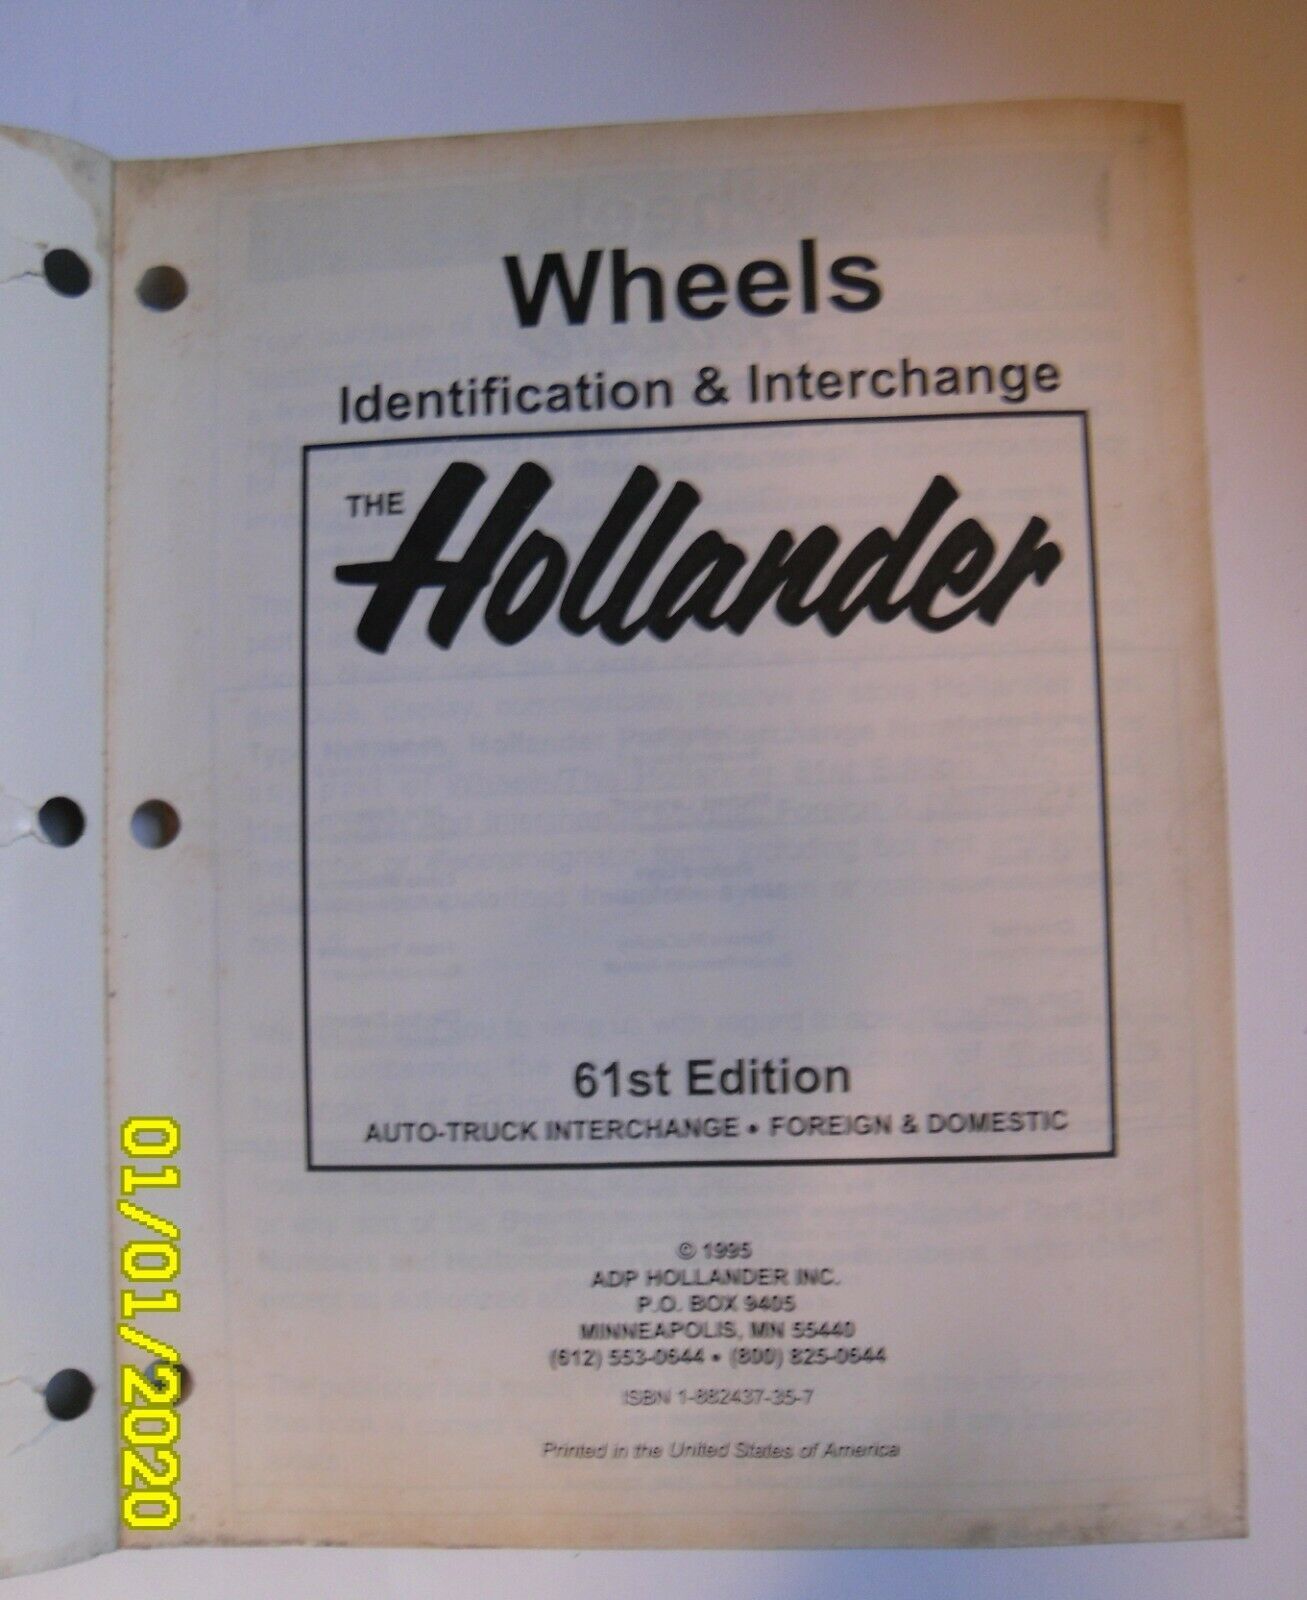 Wheels
Identification & Interchange
THE Hollander
61st Edition
AUTO-TRUCK INTERCHANGE • FOREIGN & DOMESTIC
© 1995
ADP HOLLANDER INC.
P.O. BOX 9405
MINNEAPOLIS, MN 55440
(612) 553-0644 • (800) 825-0644
ISBN 1-882437-35-7
Printed in the United States of America
01/01/2020